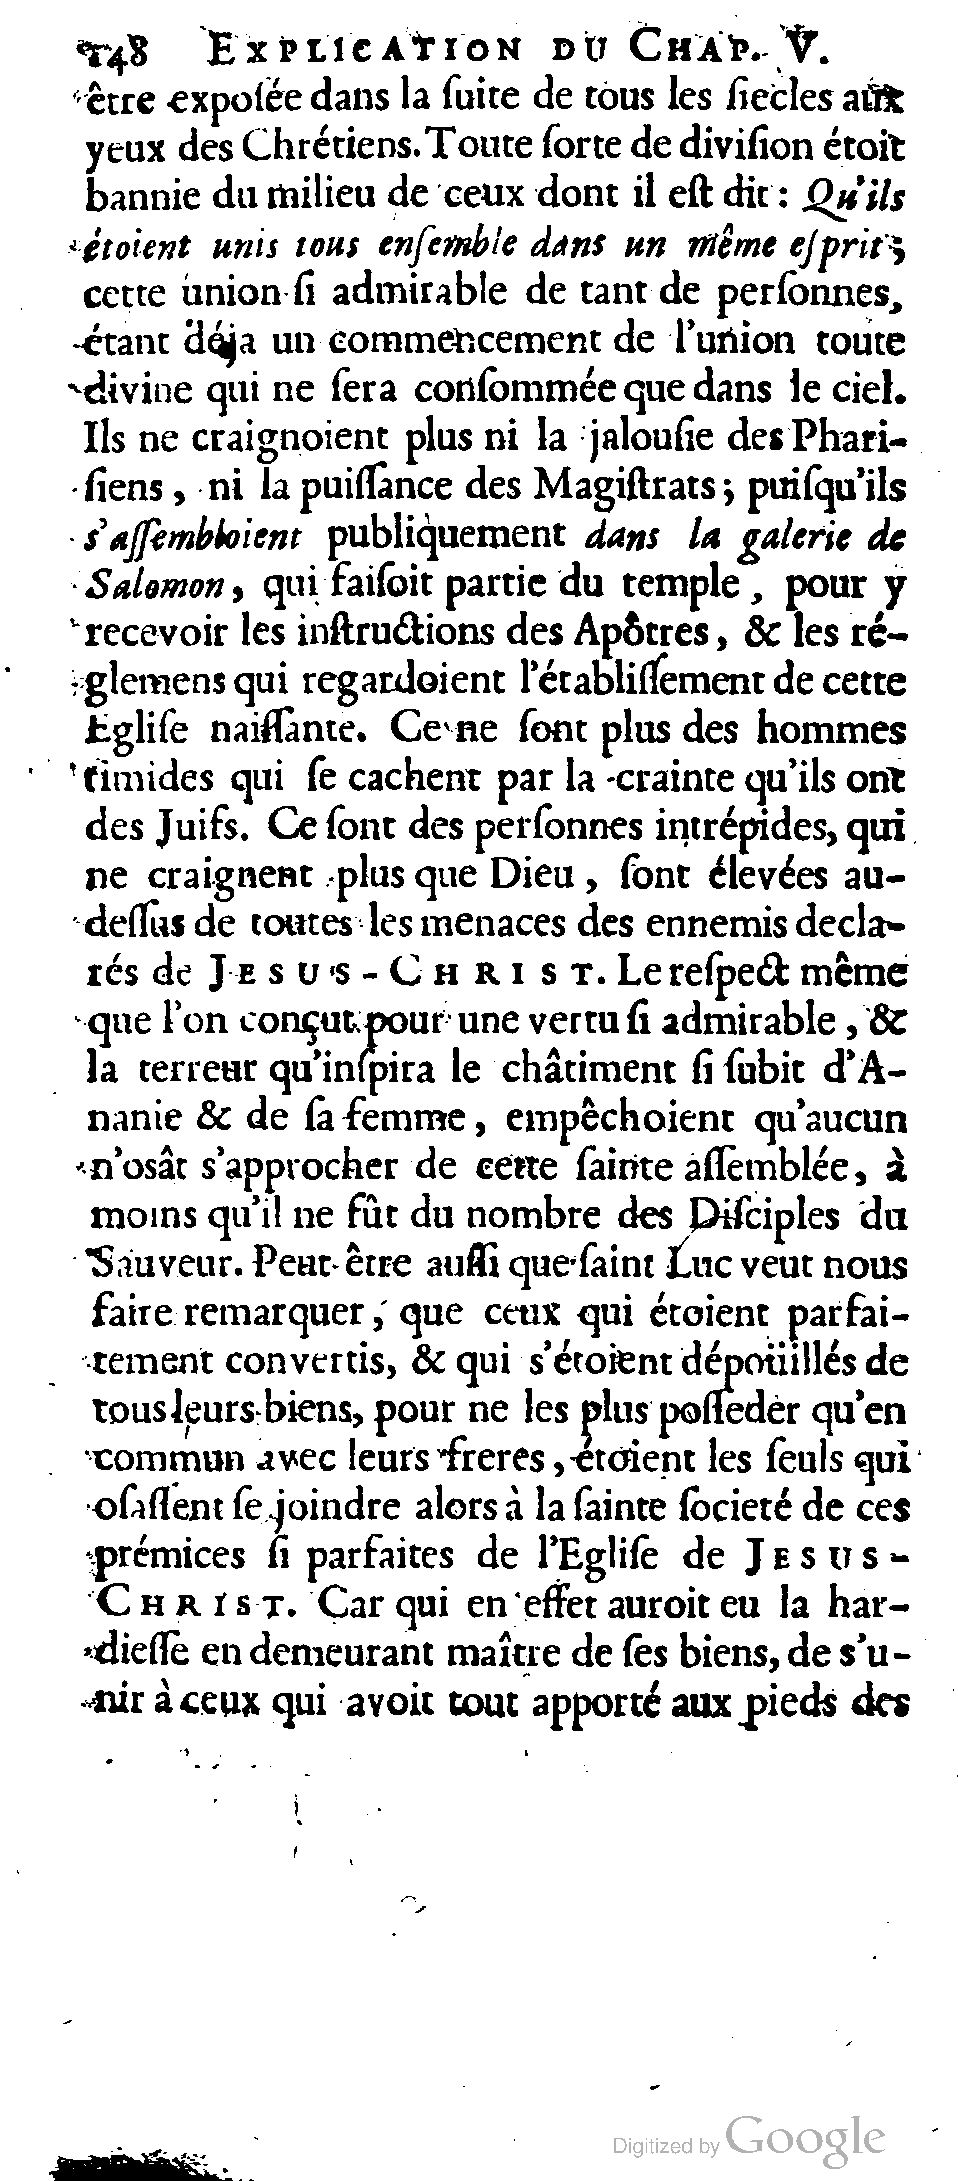 148 EXPLICATION DU CHAP. V.
être expoſée dans la ſuite de tous les ſiecles aux
yeux des Chrétiens. Toute ſorte de diviſion étoit
bannie du milieu de ceux dont il eſt dit : Qu'ils
étoient unis tous enſemble dans un même eſprit ;
cette union ſi admirable de tant de perſonnes,
étant déja un commencement de l'union toute
divine qui ne ſera conſommée que dans le ciel.
Ils ne craignoient plus ni la jalouſie des Phari-
ſiens, ni la puiſſance des Magiſtrats ; puiſqu'ils
s'aſſembloient publiquement dans la galerie de
Salomon, qui faiſoit partie du temple, pour y
recevoir les inſtructions des Apôtres, & les ré-
glemens qui regardoient l'établiſſement de cette
Egliſe naiſſante. Ce ne ſont plus des hommes
timides qui ſe cachent par la crainte qu'ils ont
des Juifs. Ce ſont des perſonnes intrépides, qui
ne craignent plus que Dieu, ſont élevées au-
deſſus de toutes les menaces des ennemis decla-
rés de JESUS-CHRIST. Le reſpect même
que l'on conçut pour une vertu ſi admirable, &
la terreur qu'inſpira le châtiment ſi ſubit d'A-
nanie & de ſa femme, empêchoient qu'aucun
n'osât s'approcher de cette ſainte aſſemblée, à
moins qu'il ne fût du nombre des Diſciples du
Sauveur. Peut-être auſſi que ſaint Luc veut nous
faire remarquer, que ceux qui étoient parfai-
tement convertis, & qui s'étoient dépoüillés de
tous leurs biens, pour ne les plus poſſeder qu'en
commun avec leurs freres, étoient les ſeuls qui
oſaſſent ſe joindre alors à la ſainte ſocieté de ces
prémices ſi parfaites de l'Egliſe de JESUS-
CHRIST. Car qui en effet auroit eu la har-
dieſſe en demeurant maître de ſes biens, de s'u-
nir à ceux qui avoit tout apporté aux pieds des
Digitized by Google